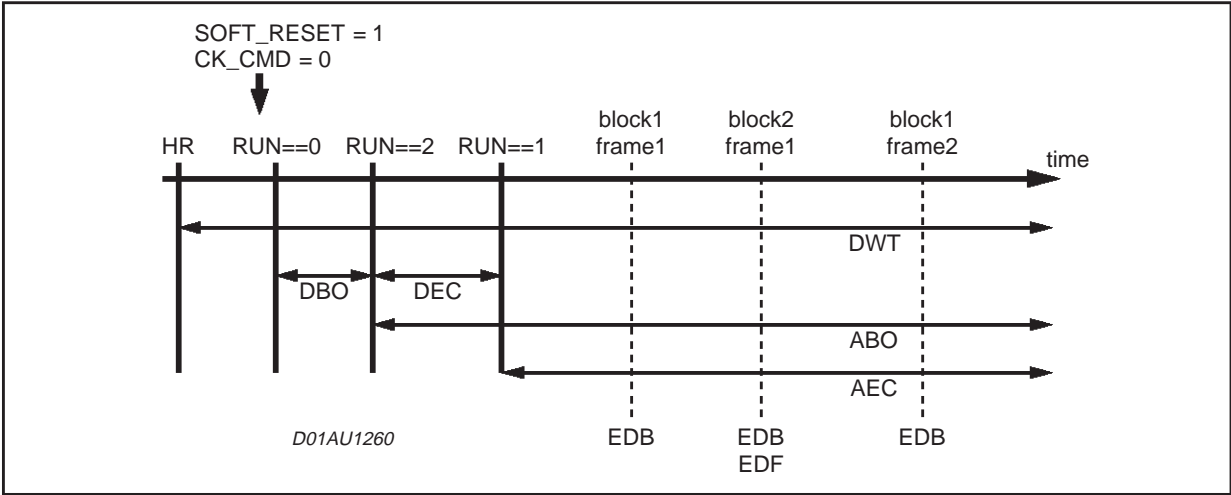 SOFT_RESET = 1
CK_CMD = 0
block1 block2 block1
HR RUN==0 RUN==2 RUN==1 frame1 frame1 frame2
time
DWT
DBO DEC
ABO
AEC
D01AU1260 EDB EDB EDB
EDF